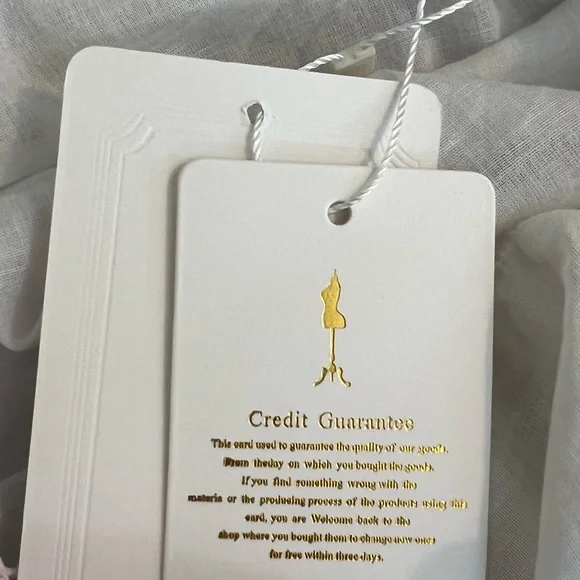 Credit Guarantee
This card used to guarantee the quality of our goods.
From theday on which you bought the goods,
If you find something wrong with the
materia or the producing process of the products using this
card, you are Welcome back to the
shop where you bought them to change now ones
for free within three days.